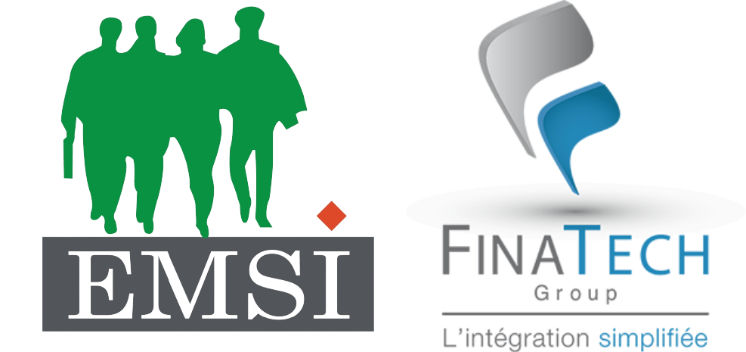 EMSI
FINATECH
Group
L'intégration simplifiée